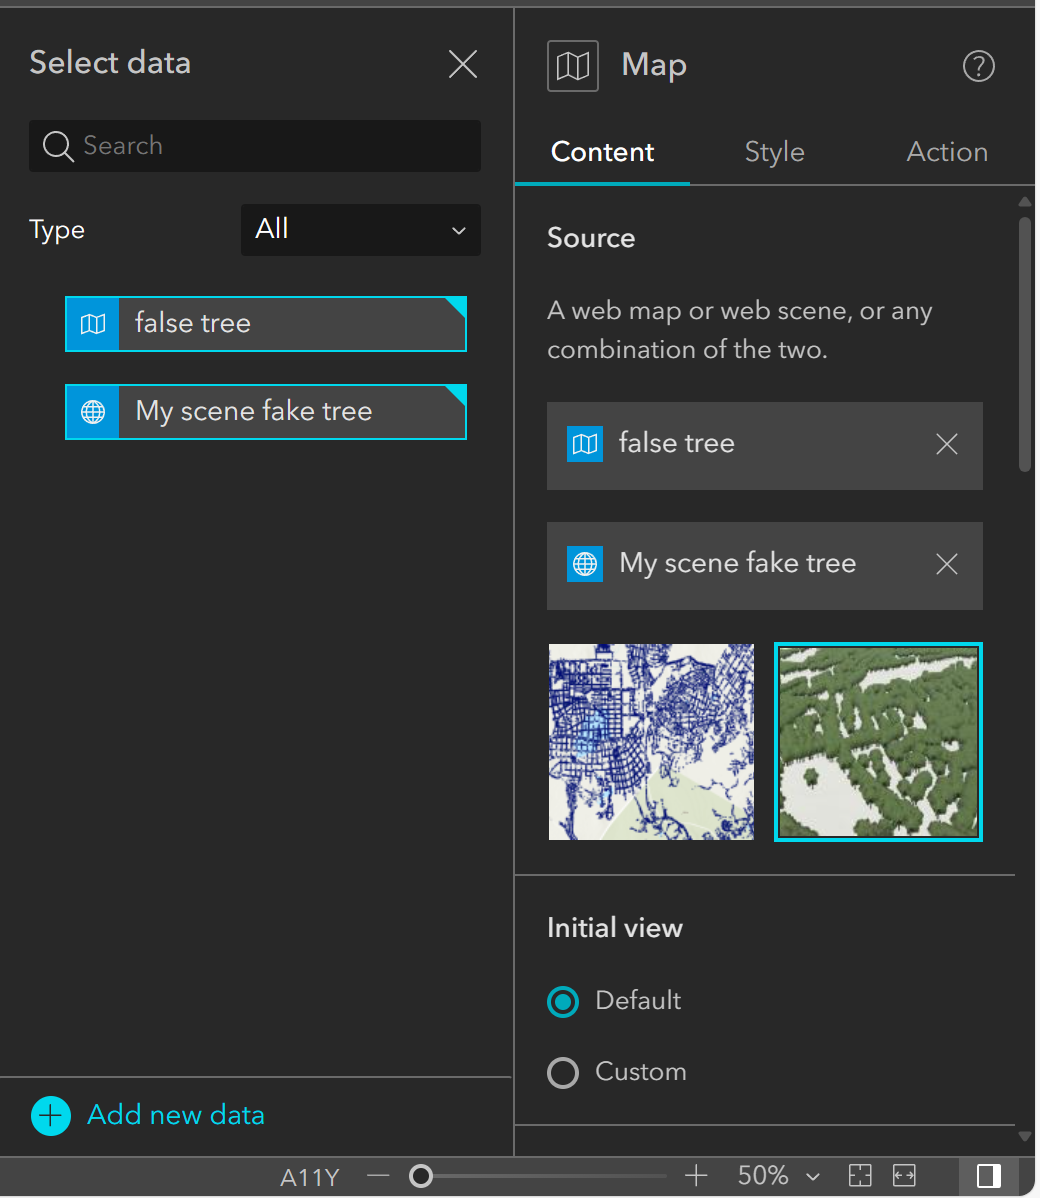 Select data
Search
Type
All
false tree
My scene fake tree
Add new data
Map
?
Content
Style
Action
Source
A web map or web scene, or any
combination of the two.
false tree
My scene fake tree
Initial view
Default
Custom
A11Y
50%